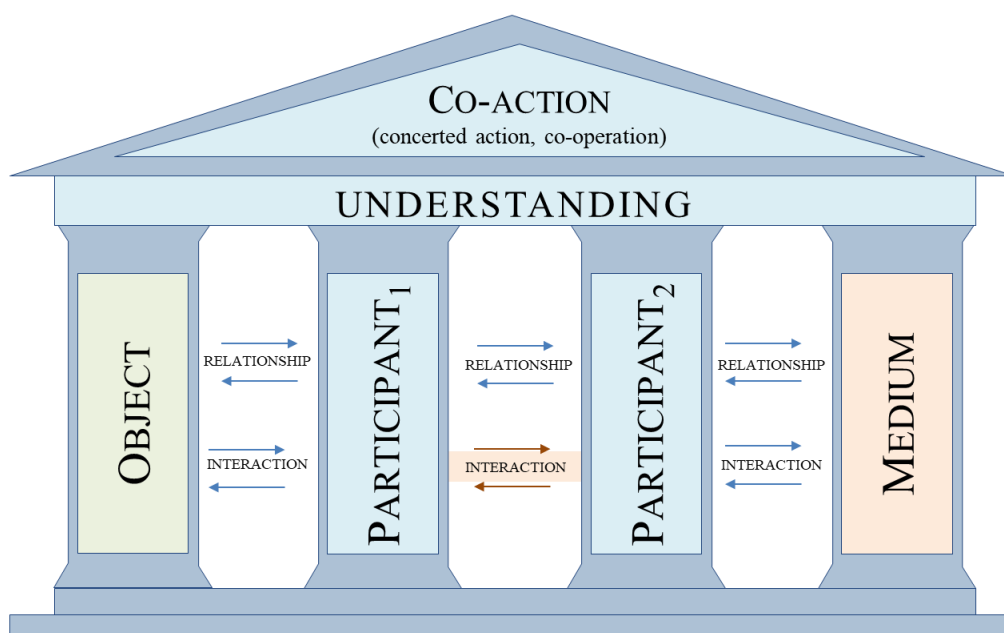 CO-ACTION
(concerted action, co-operation)
UNDERSTANDING
OBJECT
PARTICIPANT1
PARTICIPANT2
MEDIUM
RELATIONSHIP
RELATIONSHIP
RELATIONSHIP
INTERACTION
INTERACTION
INTERACTION